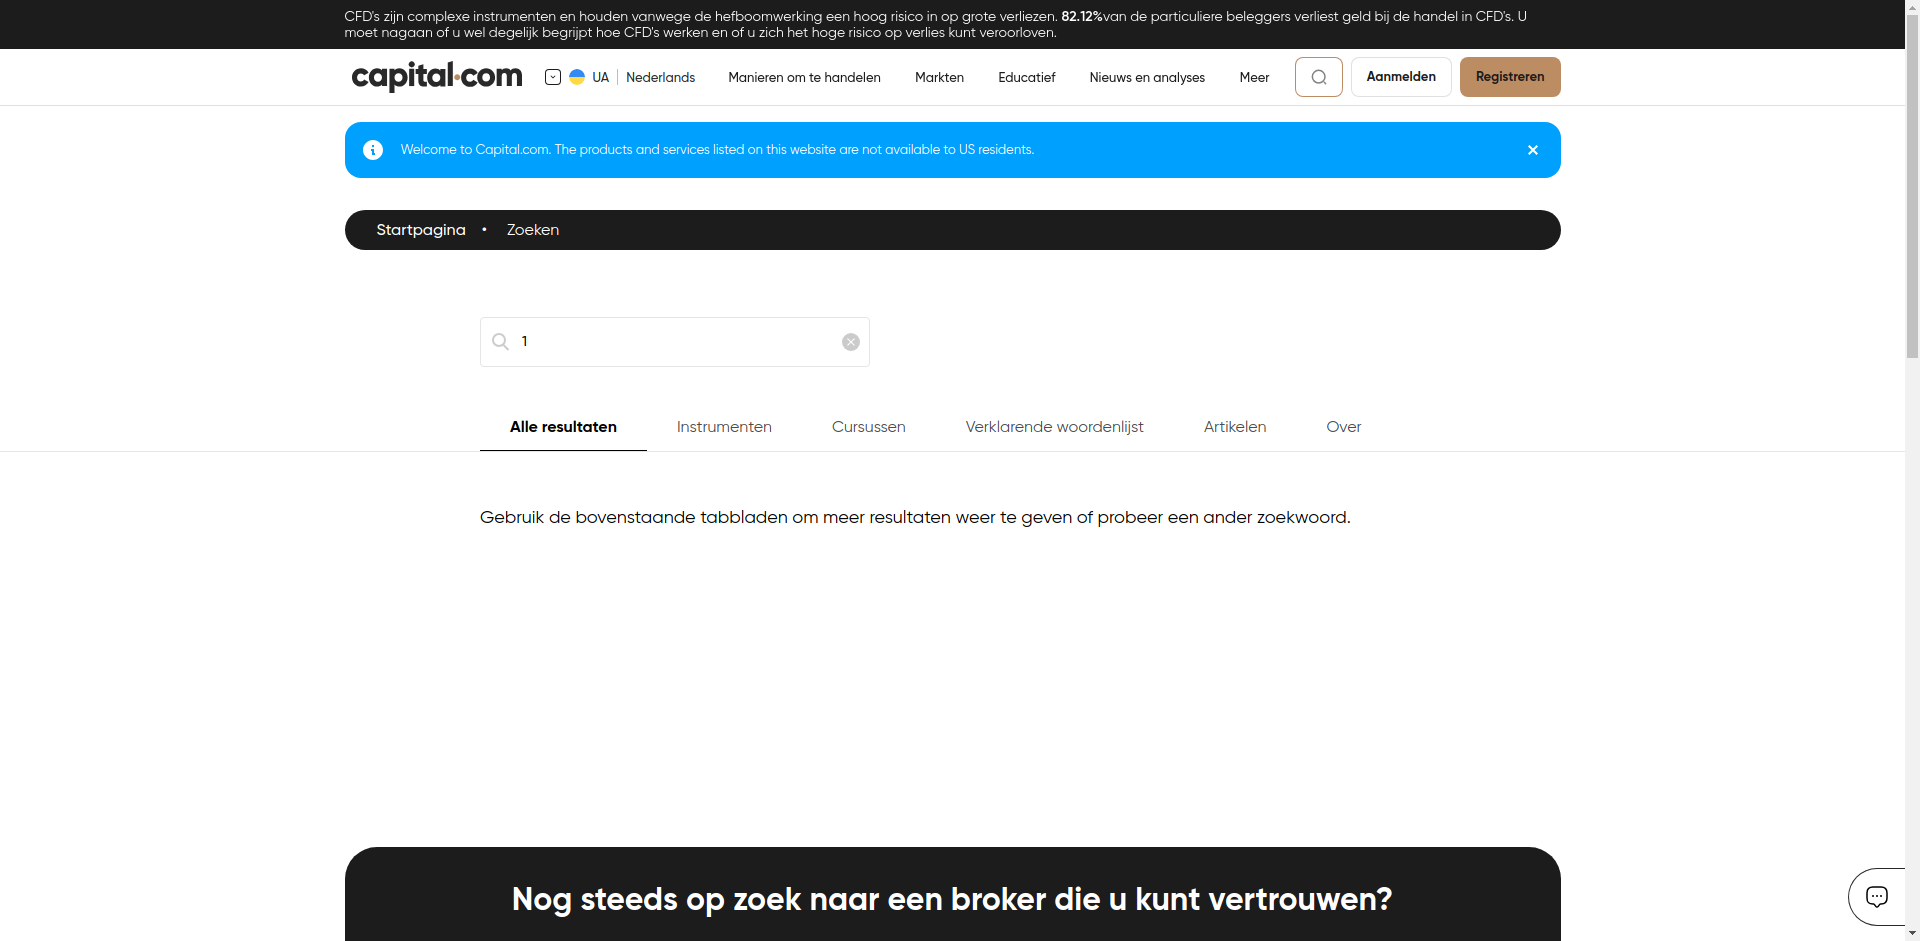 CFD's zijn complexe instrumenten en houden vanwege de hefboomwerking een hoog risico in op grote verliezen. 82.12%van de particuliere beleggers verliest geld bij de handel in CFD's. U
moet nagaan of u wel degelijk begrijpt hoe CFD's werken en of u zich het hoge risico op verlies kunt veroorloven.
capital.com UA Nederlands Manieren om te handelen Markten Educatief Nieuws en analyses Meer Aanmelden Registreren
Welcome to Capital.com. The products and services listed on this website are not available to US residents.
Startpagina • Zoeken
1
Alle resultaten Instrumenten Cursussen Verklarende woordenlijst Artikelen Over
Gebruik de bovenstaande tabbladen om meer resultaten weer te geven of probeer een ander zoekwoord.
Nog steeds op zoek naar een broker die u kunt vertrouwen?